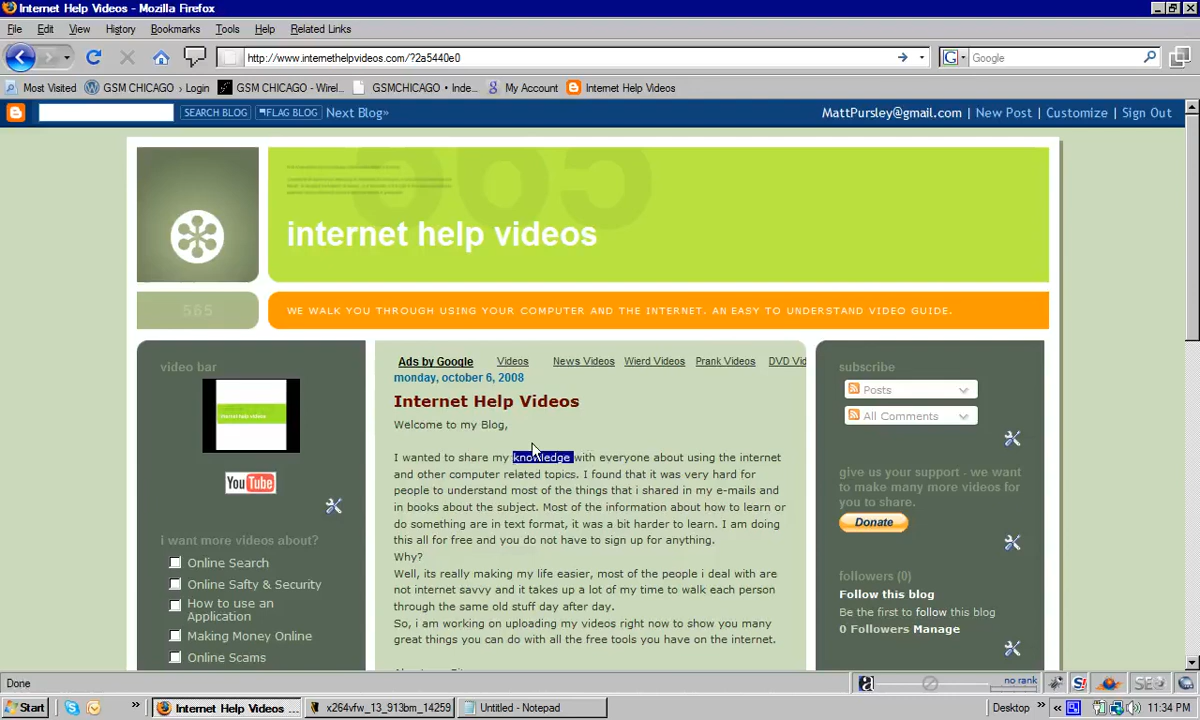 Internet Help Videos - Mozilla Firefox
File Edit View History Bookmarks Tools Help Related Links
http://www.internethelpvideos.com/?2a5440e0
Google
Most Visited GSM CHICAGO › Login GSM CHICAGO - Wirel... GSMCHICAGO • Inde... My Account Internet Help Videos
SEARCH BLOG FLAG BLOG Next Blog»
MattPursley@gmail.com | New Post | Customize | Sign Out
565
internet help videos
565
WE WALK YOU THROUGH USING YOUR COMPUTER AND THE INTERNET. AN EASY TO UNDERSTAND VIDEO GUIDE.
video bar
internet help videos
YouTube
i want more videos about?
Online Search
Online Safty & Security
How to use an
Application
Making Money Online
Online Scams
Ads by Google Videos News Videos Wierd Videos Prank Videos DVD Vid
monday, october 6, 2008
Internet Help Videos
Welcome to my Blog,
I wanted to share my knowledge with everyone about using the internet
and other computer related topics. I found that it was very hard for
people to understand most of the things that i shared in my e-mails and
in books about the subject. Most of the information about how to learn or
do something are in text format, it was a bit harder to learn. I am doing
this all for free and you do not have to sign up for anything.
Why?
Well, its really making my life easier, most of the people i deal with are
not internet savvy and it takes up a lot of my time to walk each person
through the same old stuff day after day.
So, i am working on uploading my videos right now to show you many
great things you can do with all the free tools you have on the internet.
subscribe
Posts
All Comments
give us your support - we want
to make many more videos for
you to share.
Donate
followers (0)
Follow this blog
Be the first to follow this blog
0 Followers Manage
Done
no rank
Start
Internet Help Videos ...
x264vfw_13_913bm_14259
Untitled - Notepad
Desktop
11:34 PM